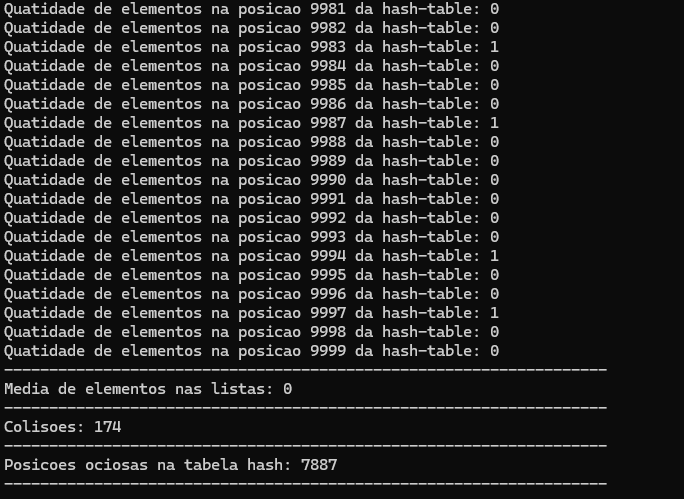 Quatidade de elementos na posicao 9981 da hash-table: 0
Quatidade de elementos na posicao 9982 da hash-table: 0
Quatidade de elementos na posicao 9983 da hash-table: 1
Quatidade de elementos na posicao 9984 da hash-table: 0
Quatidade de elementos na posicao 9985 da hash-table: 0
Quatidade de elementos na posicao 9986 da hash-table: 0
Quatidade de elementos na posicao 9987 da hash-table: 1
Quatidade de elementos na posicao 9988 da hash-table: 0
Quatidade de elementos na posicao 9989 da hash-table: 0
Quatidade de elementos na posicao 9990 da hash-table: 0
Quatidade de elementos na posicao 9991 da hash-table: 0
Quatidade de elementos na posicao 9992 da hash-table: 0
Quatidade de elementos na posicao 9993 da hash-table: 0
Quatidade de elementos na posicao 9994 da hash-table: 1
Quatidade de elementos na posicao 9995 da hash-table: 0
Quatidade de elementos na posicao 9996 da hash-table: 0
Quatidade de elementos na posicao 9997 da hash-table: 1
Quatidade de elementos na posicao 9998 da hash-table: 0
Quatidade de elementos na posicao 9999 da hash-table: 0
-------------------------------------------------------------------
Media de elementos nas listas: 0
-------------------------------------------------------------------
Colisoes: 174
-------------------------------------------------------------------
Posicoes ociosas na tabela hash: 7887
-------------------------------------------------------------------